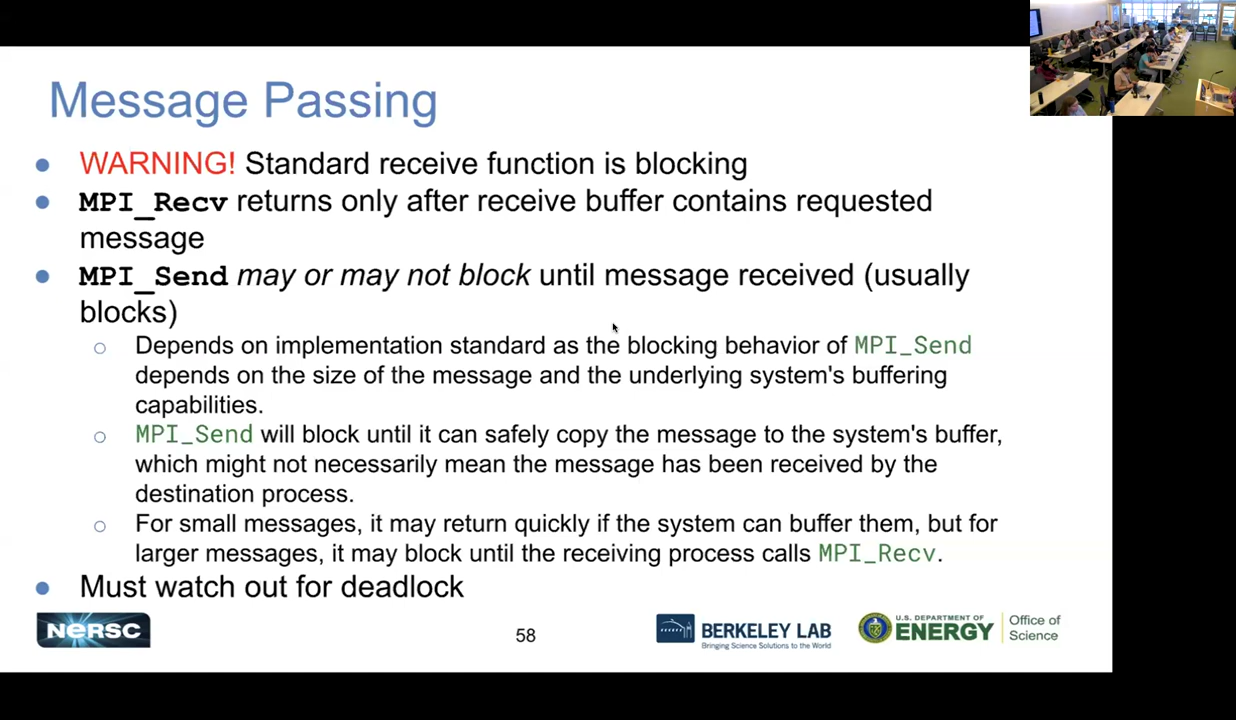 Message Passing
● WARNING! Standard receive function is blocking
● MPI_Recv returns only after receive buffer contains requested
message
● MPI_Send may or may not block until message received (usually
blocks)
○ Depends on implementation standard as the blocking behavior of MPI_Send
depends on the size of the message and the underlying system's buffering
capabilities.
○ MPI_Send will block until it can safely copy the message to the system's buffer,
which might not necessarily mean the message has been received by the
destination process.
○ For small messages, it may return quickly if the system can buffer them, but for
larger messages, it may block until the receiving process calls MPI_Recv.
● Must watch out for deadlock
NERSC
58
BERKELEY LAB
Bringing Science Solutions to the World
U.S. DEPARTMENT OF
ENERGY
Office of
Science